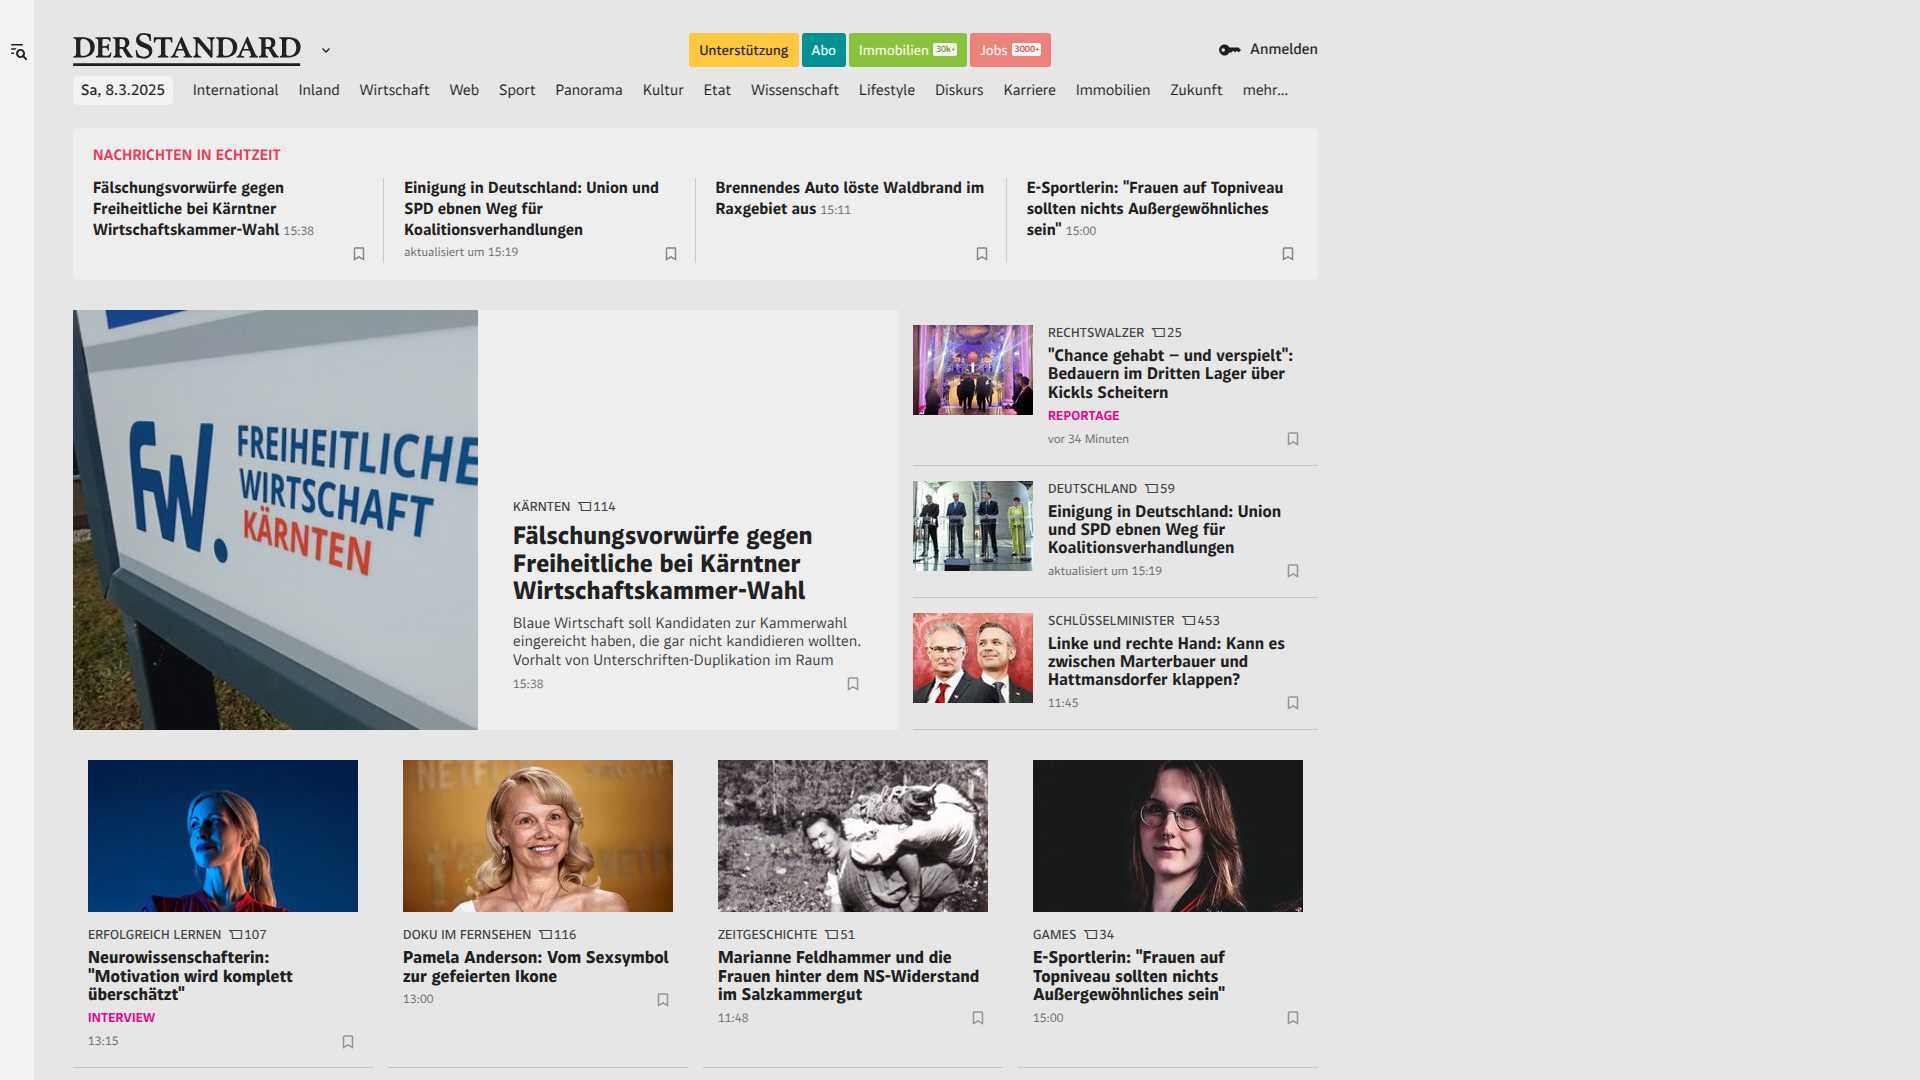 DERSTANDARD
Unterstützung
Abo
Immobilien 30k+
Jobs 3000+
Anmelden
Sa, 8.3.2025
International
Inland
Wirtschaft
Web
Sport
Panorama
Kultur
Etat
Wissenschaft
Lifestyle
Diskurs
Karriere
Immobilien
Zukunft
mehr...
NACHRICHTEN IN ECHTZEIT
Fälschungsvorwürfe gegen
Freiheitliche bei Kärntner
Wirtschaftskammer-Wahl 15:38
Einigung in Deutschland: Union und
SPD ebnen Weg für
Koalitionsverhandlungen
aktualisiert um 15:19
Brennendes Auto löste Waldbrand im
Raxgebiet aus 15:11
E-Sportlerin: "Frauen auf Topniveau
sollten nichts Außergewöhnliches
sein" 15:00
fw.
FREIHEITLICHE
WIRTSCHAFT
KÄRNTEN
KÄRNTEN 114
Fälschungsvorwürfe gegen
Freiheitliche bei Kärntner
Wirtschaftskammer-Wahl
Blaue Wirtschaft soll Kandidaten zur Kammerwahl
eingereicht haben, die gar nicht kandidieren wollten.
Vorhalt von Unterschriften-Duplikation im Raum
15:38
RECHTSWALZER 25
"Chance gehabt – und verspielt":
Bedauern im Dritten Lager über
Kickls Scheitern
REPORTAGE
vor 34 Minuten
DEUTSCHLAND 59
Einigung in Deutschland: Union
und SPD ebnen Weg für
Koalitionsverhandlungen
aktualisiert um 15:19
SCHLÜSSELMINISTER 453
Linke und rechte Hand: Kann es
zwischen Marterbauer und
Hattmansdorfer klappen?
11:45
ERFOLGREICH LERNEN 107
Neurowissenschafterin:
"Motivation wird komplett
überschätzt"
INTERVIEW
13:15
NETFLIX
DOKU IM FERNSEHEN 116
Pamela Anderson: Vom Sexsymbol
zur gefeierten Ikone
13:00
ZEITGESCHICHTE 51
Marianne Feldhammer und die
Frauen hinter dem NS-Widerstand
im Salzkammergut
11:48
GAMES 34
E-Sportlerin: "Frauen auf
Topniveau sollten nichts
Außergewöhnliches sein"
15:00